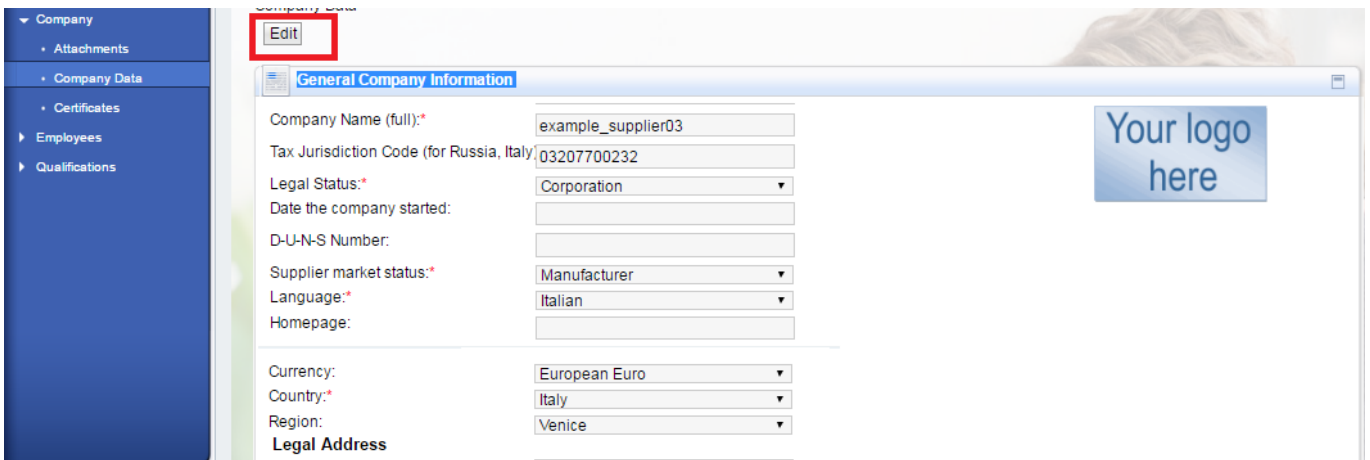 Company
Attachments
Company Data
Certificates
Employees
Qualifications
Company Data
Edit
General Company Information
Company Name (full):* example_supplier03
Tax Jurisdiction Code (for Russia, Italy) 03207700232
Legal Status:* Corporation
Date the company started:
D-U-N-S Number:
Supplier market status:* Manufacturer
Language:* Italian
Homepage:
Your logo
here
Currency: European Euro
Country:* Italy
Region: Venice
Legal Address